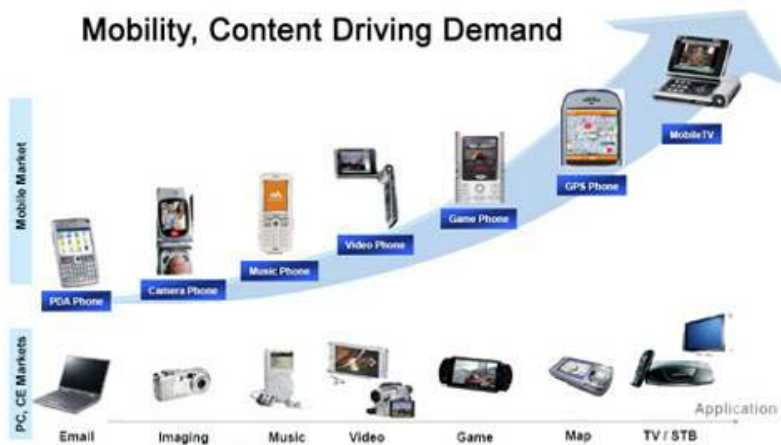 Mobility, Content Driving Demand
Mobile Market
MobileTV
GPS Phone
Game Phone
Video Phone
Music Phone
Camera Phone
PDA Phone
PC, CE Markets
Application
Email
Imaging
Music
Video
Game
Map
TV / STB